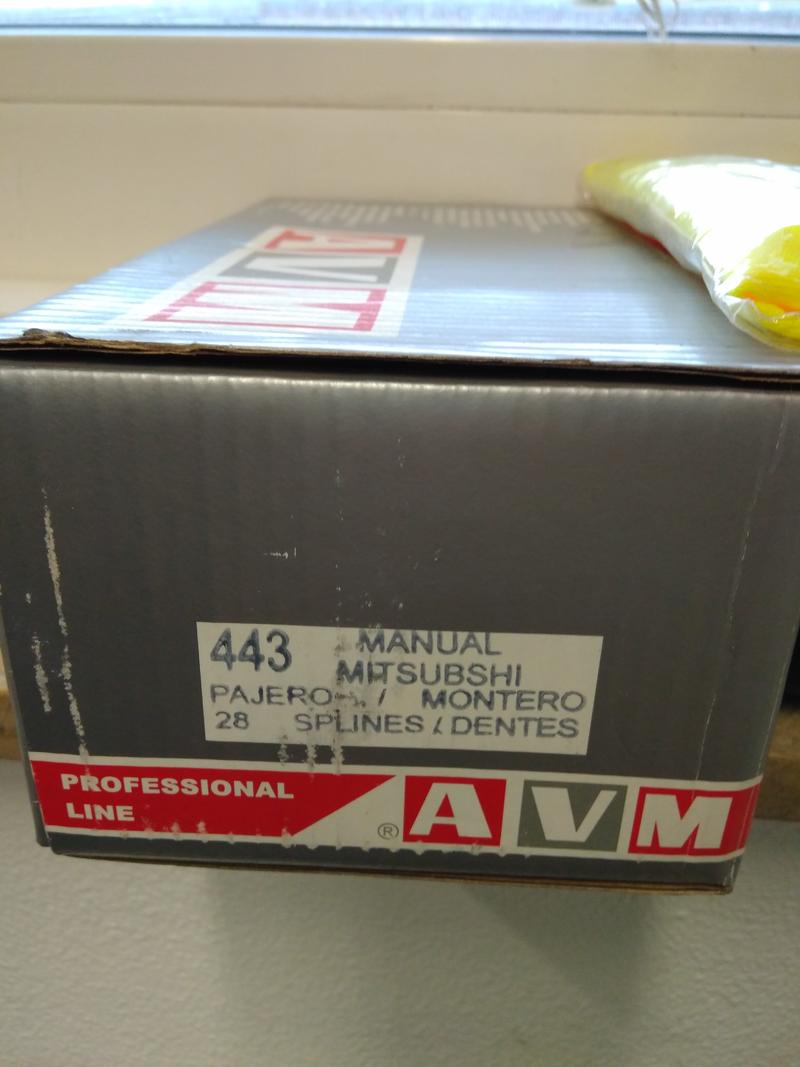 AVM
443 MANUAL
MITSUBSHI
PAJERO / MONTERO
28 SPLINES / DENTES
PROFESSIONAL
LINE
® AVM